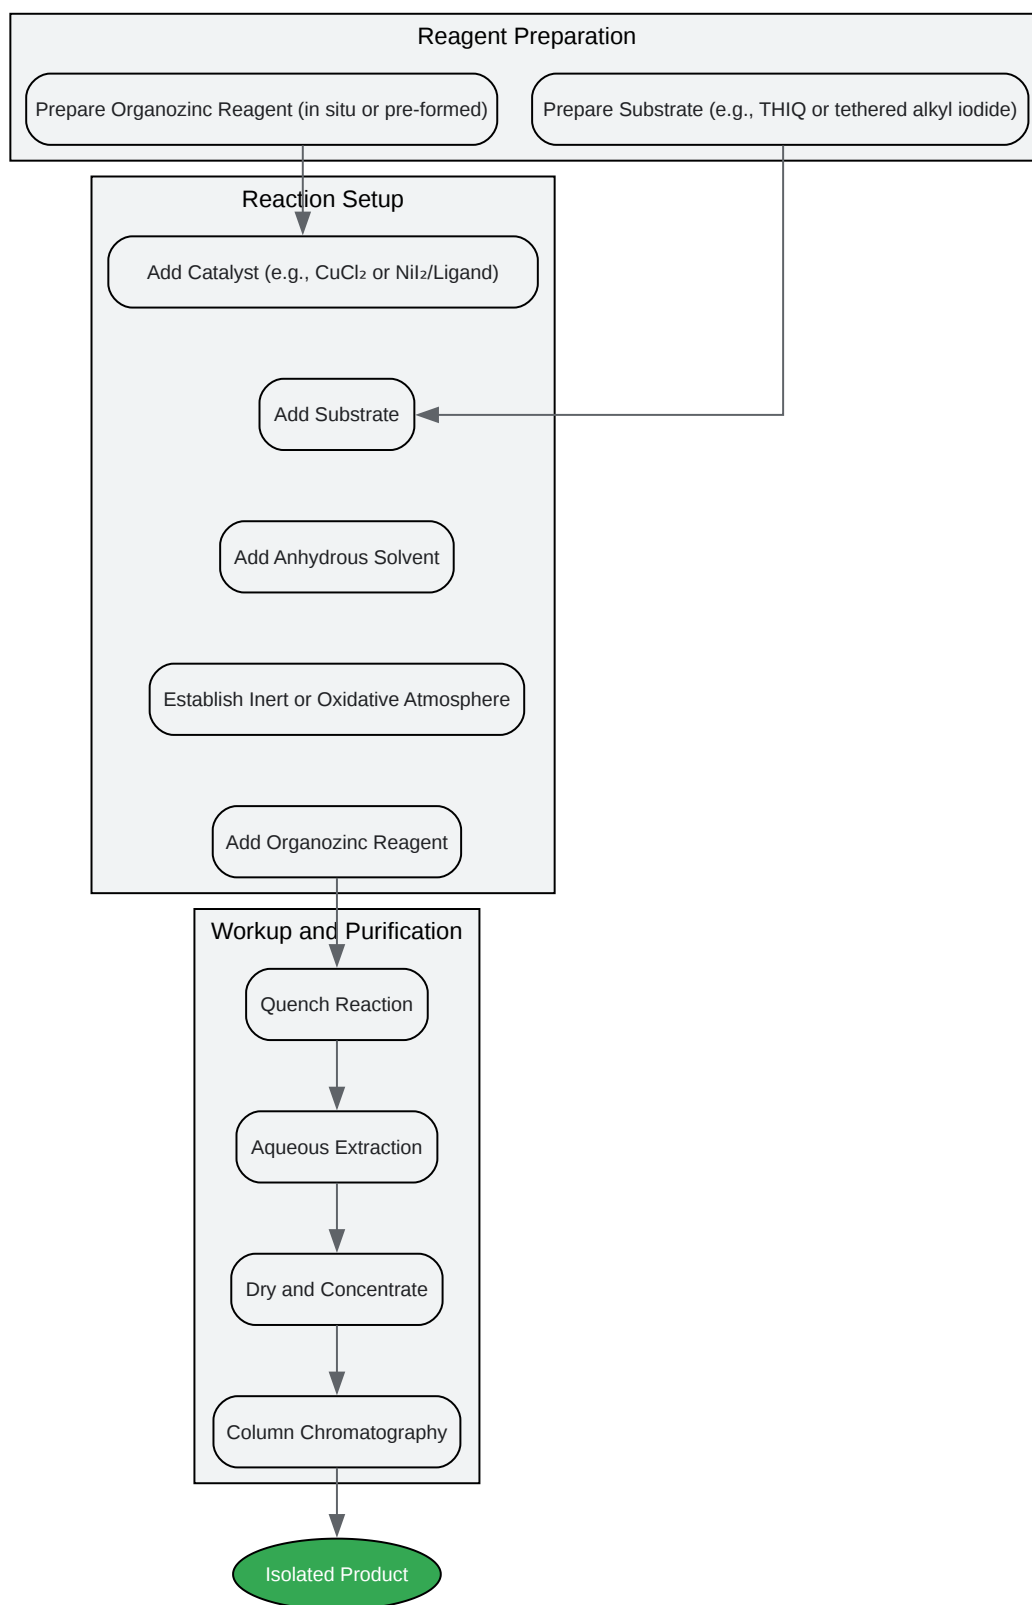 Reagent Preparation
Prepare Organozinc Reagent (in situ or pre-formed)
Prepare Substrate (e.g., THIQ or tethered alkyl iodide)
Reaction Setup
Add Catalyst (e.g., CuCl₂ or NiI₂/Ligand)
Add Substrate
Add Anhydrous Solvent
Establish Inert or Oxidative Atmosphere
Add Organozinc Reagent
Workup and Purification
Quench Reaction
Aqueous Extraction
Dry and Concentrate
Column Chromatography
Isolated Product